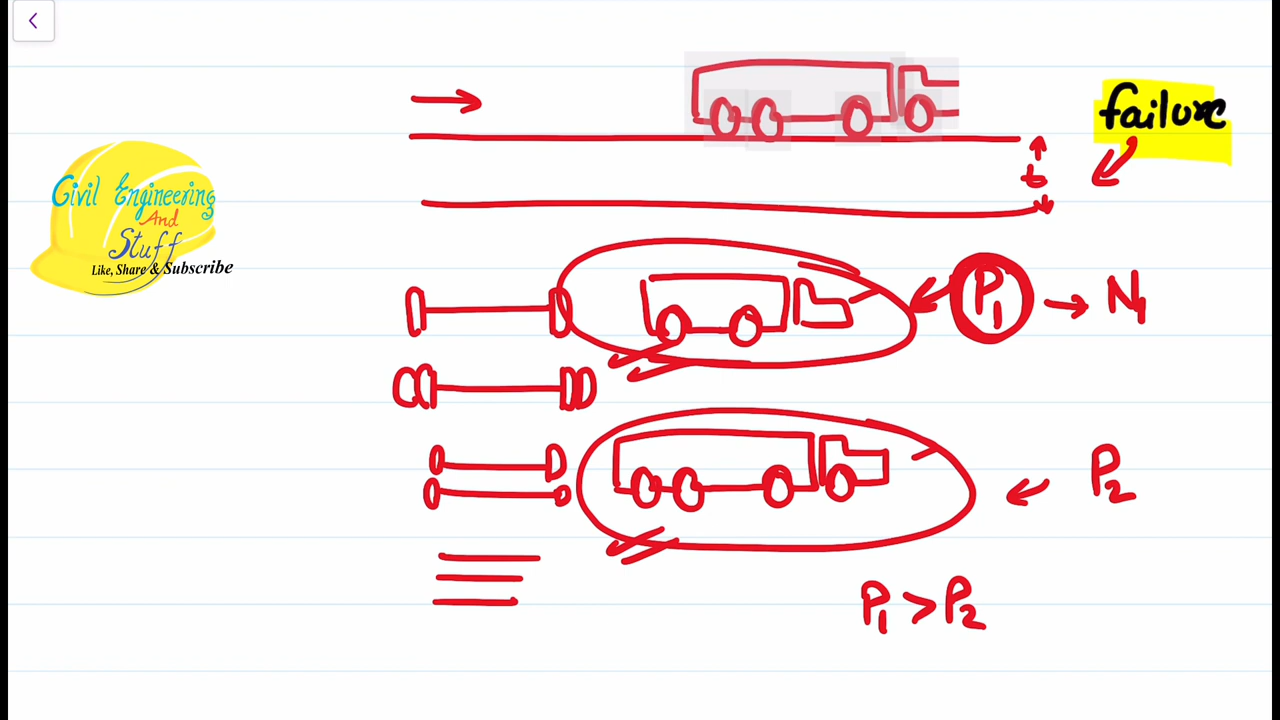 failure
t
Civil Engineering
And
Stuff
Like, Share & Subscribe
P₁ → N₁
P₂
P₁ > P₂